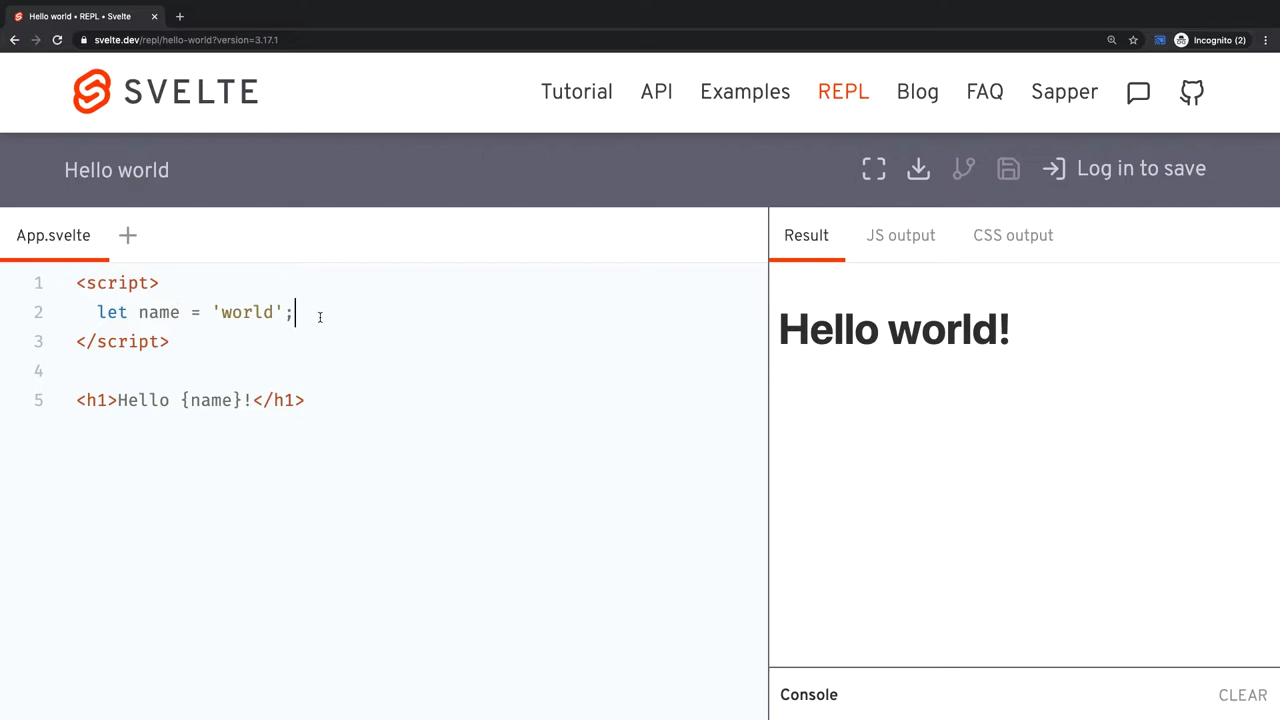 Hello world • REPL • Svelte
svelte.dev/repl/hello-world?version=3.17.1
Incognito (2)
SVELTE
Tutorial API Examples REPL Blog FAQ Sapper
Hello world
Log in to save
App.svelte
1 <script>
2 let name = 'world';
3 </script>
4
5 <h1>Hello {name}!</h1>
Result JS output CSS output
Hello world!
Console CLEAR